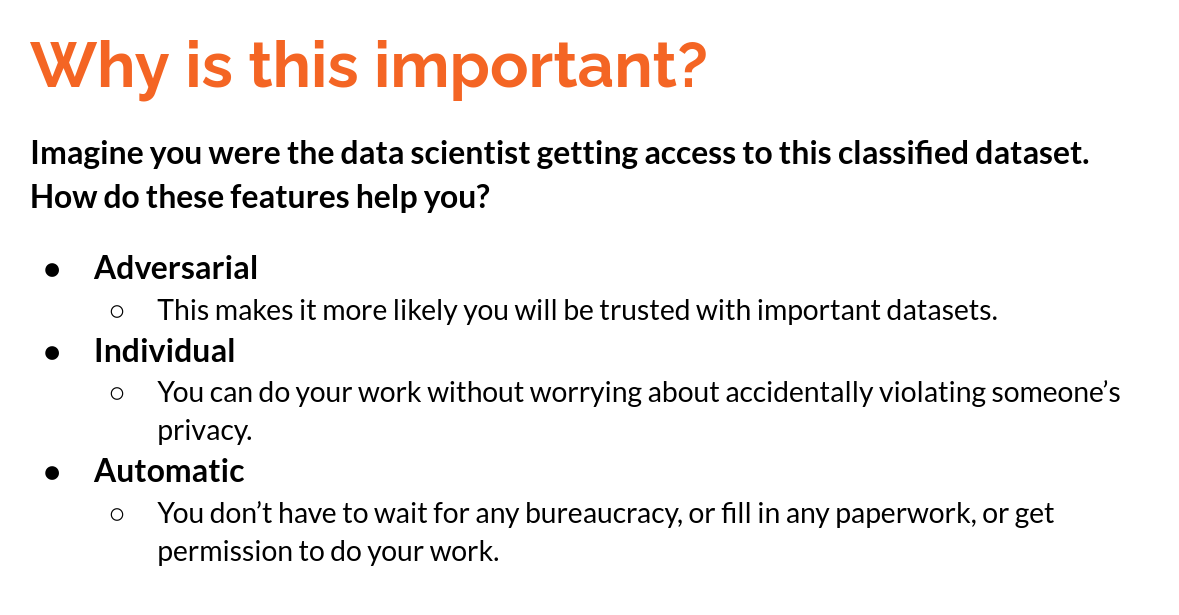 Why is this important?
Imagine you were the data scientist getting access to this classified dataset.
How do these features help you?
● Adversarial
○ This makes it more likely you will be trusted with important datasets.
● Individual
○ You can do your work without worrying about accidentally violating someone’s
privacy.
● Automatic
○ You don’t have to wait for any bureaucracy, or fill in any paperwork, or get
permission to do your work.